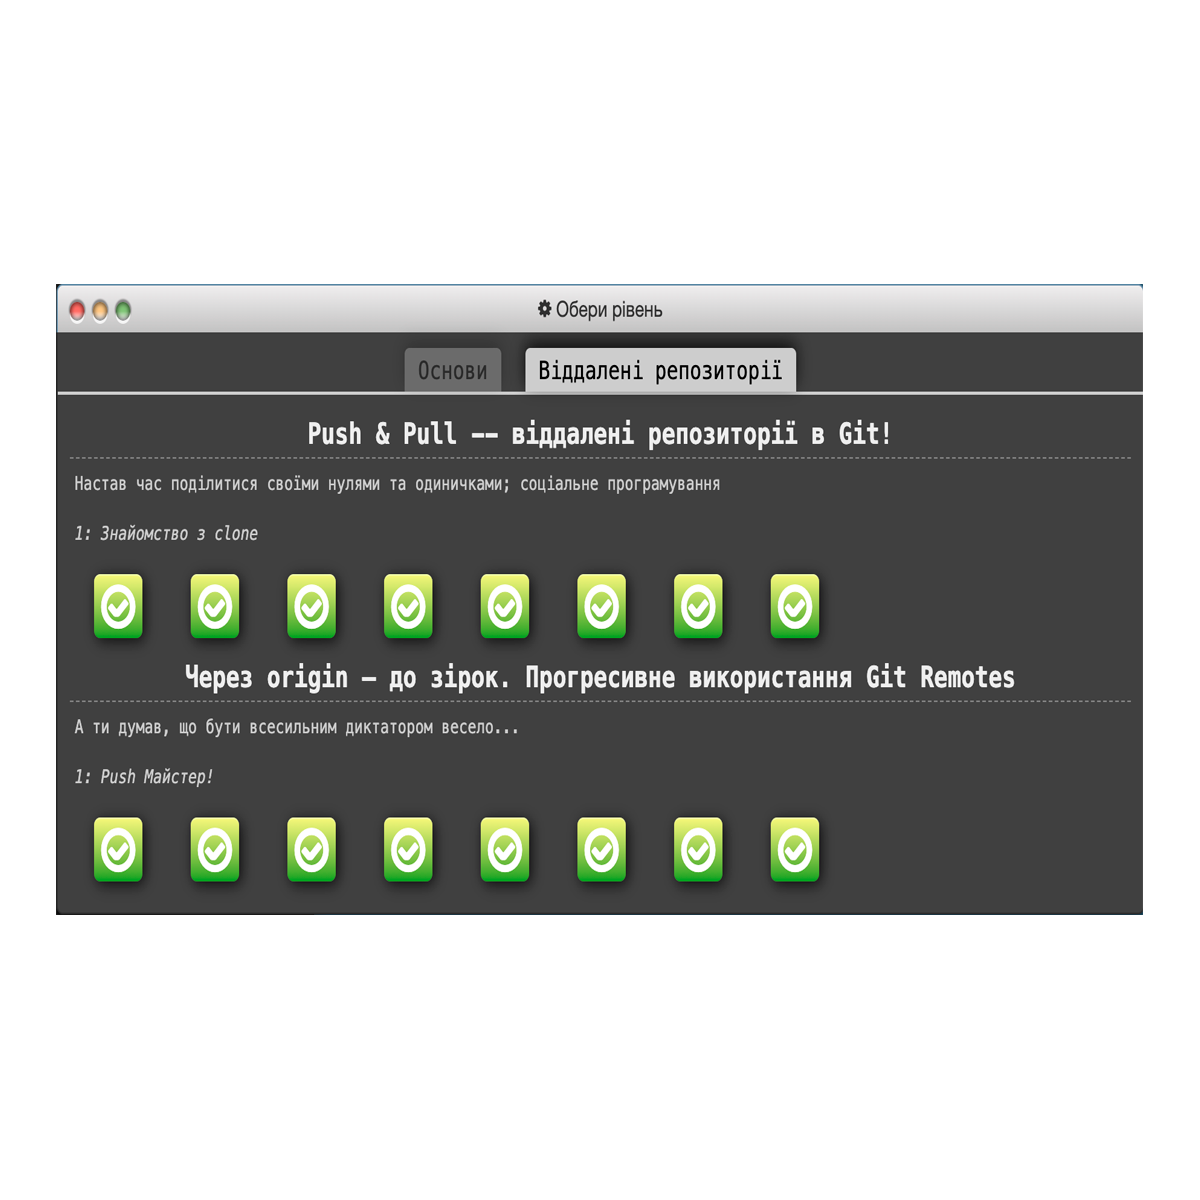 Обери рівень
Основи
Віддалені репозиторії
Push & Pull –– віддалені репозиторії в Git!
Настав час поділитися своїми нулями та одиничками; соціальне програмування
1: Знайомство з clone
Через origin – до зірок. Прогресивне використання Git Remotes
А ти думав, що бути всесильним диктатором весело...
1: Push Майстер!